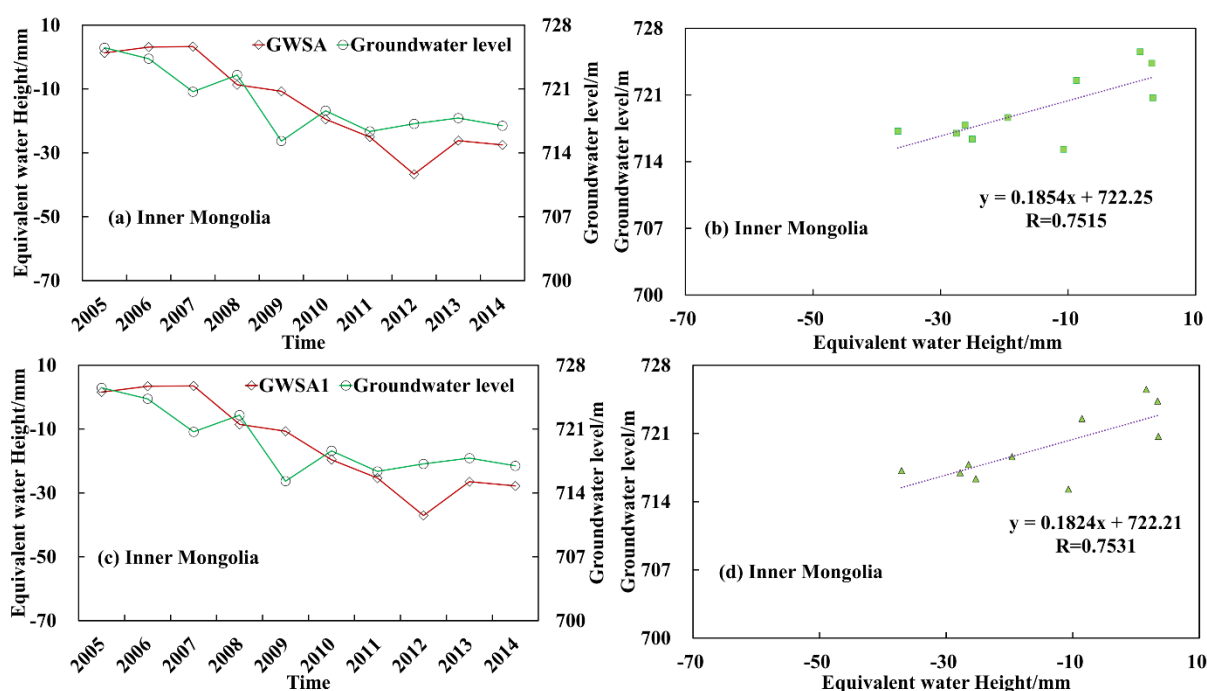 Equivalent water Height/mm
10
-10
-30
-50
-70
GWSA Groundwater level
(a) Inner Mongolia
728
721
714
707
700
Groundwater level/m
2005 2006 2007 2008 2009 2010 2011 2012 2013 2014
Time
Groundwater level/m
728
721
714
707
700
y = 0.1854x + 722.25
R=0.7515
(b) Inner Mongolia
-70 -50 -30 -10 10
Equivalent water Height/mm
Equivalent water Height/mm
10
-10
-30
-50
-70
GWSA1 Groundwater level
(c) Inner Mongolia
728
721
714
707
700
Groundwater level/m
2005 2006 2007 2008 2009 2010 2011 2012 2013 2014
Time
Groundwater level/m
728
721
714
707
700
y = 0.1824x + 722.21
R=0.7531
(d) Inner Mongolia
-70 -50 -30 -10 10
Equivalent water Height/mm